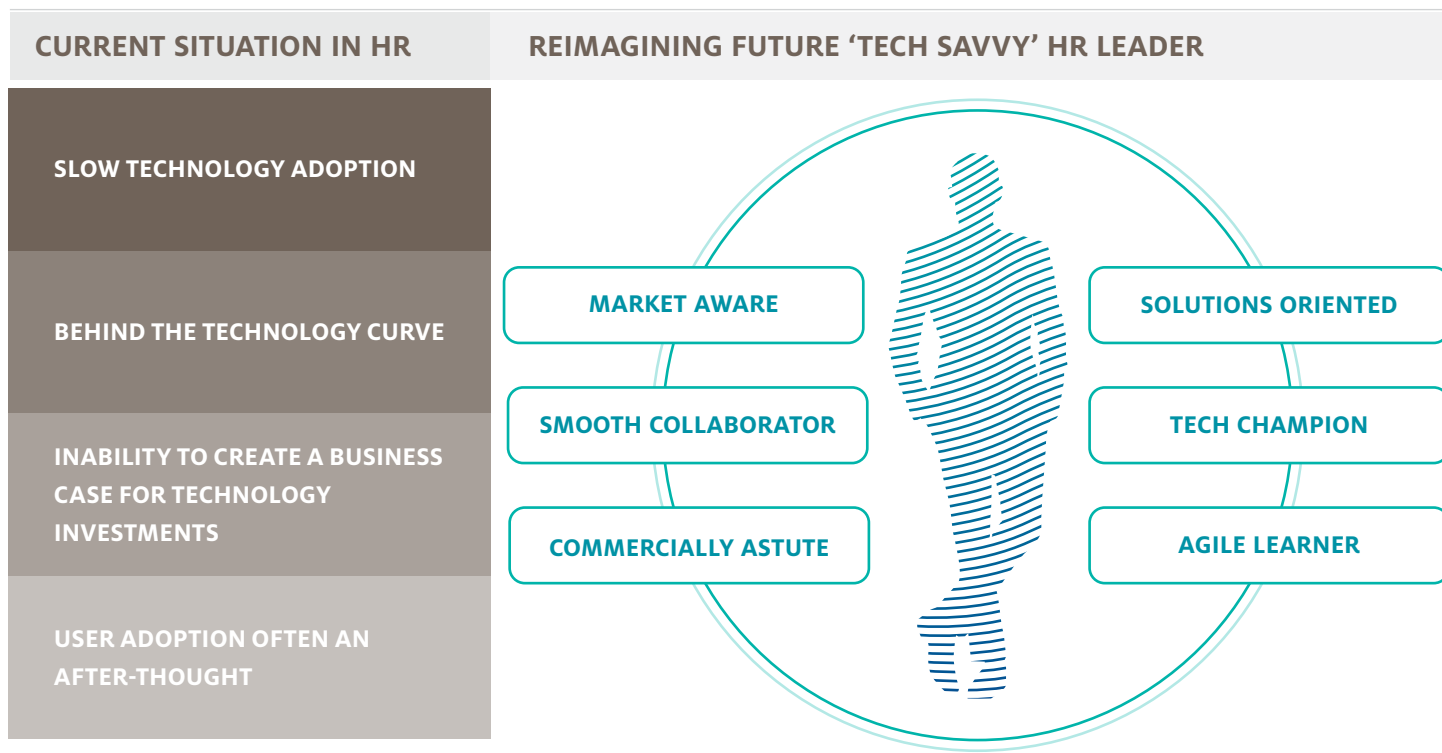 CURRENT SITUATION IN HR
REIMAGINING FUTURE ‘TECH SAVVY’ HR LEADER
SLOW TECHNOLOGY ADOPTION
BEHIND THE TECHNOLOGY CURVE
INABILITY TO CREATE A BUSINESS
CASE FOR TECHNOLOGY
INVESTMENTS
USER ADOPTION OFTEN AN
AFTER-THOUGHT
MARKET AWARE
SMOOTH COLLABORATOR
COMMERCIALLY ASTUTE
SOLUTIONS ORIENTED
TECH CHAMPION
AGILE LEARNER